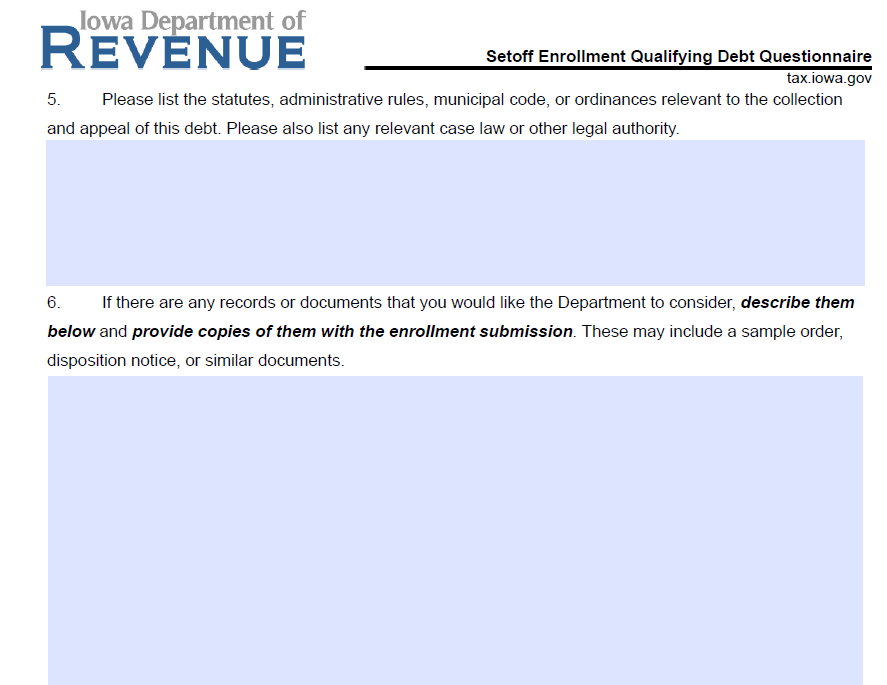 Iowa Department of
REVENUE
Setoff Enrollment Qualifying Debt Questionnaire
tax.iowa.gov
5. Please list the statutes, administrative rules, municipal code, or ordinances relevant to the collection
and appeal of this debt. Please also list any relevant case law or other legal authority.
6. If there are any records or documents that you would like the Department to consider, describe them
below and provide copies of them with the enrollment submission. These may include a sample order,
disposition notice, or similar documents.